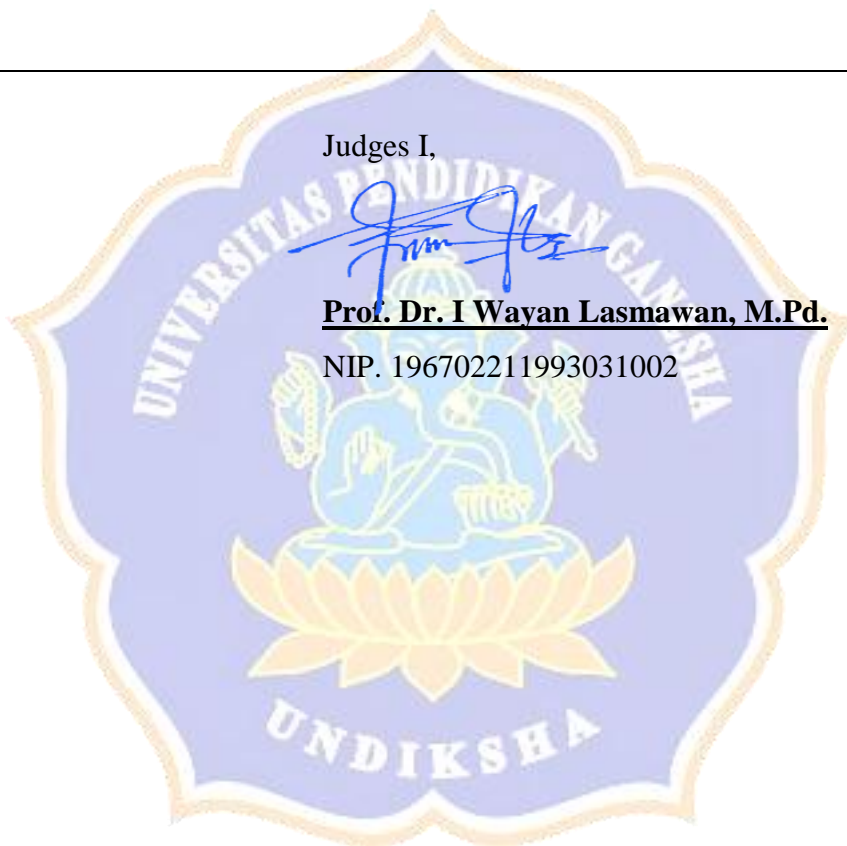 Judges I,
Prof. Dr. I Wayan Lasmawan, M.Pd.
NIP. 196702211993031002
UNIVERSITAS PENDIDIKAN GANESHA
UNDIKSHA